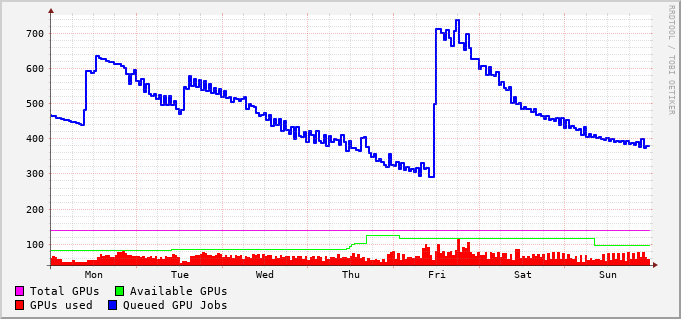 700
600
500
400
300
200
100
Mon Tue Wed Thu Fri Sat Sun
Total GPUs Available GPUs
GPUs used Queued GPU Jobs
RRDTOOL / TOBI OETIKER